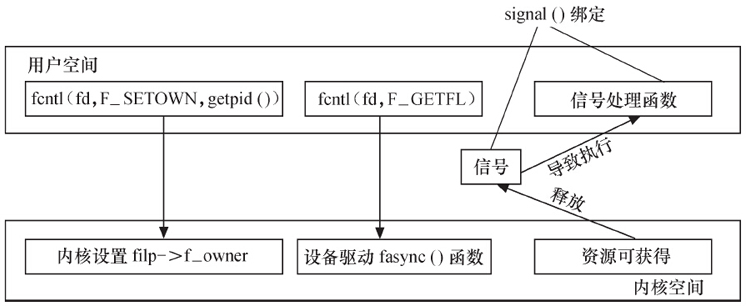 signal()绑定
用户空间
fcntl(fd,F_SETOWN,getpid())
fcntl(fd,F_GETFL)
信号处理函数
信号
导致执行
释放
内核设置 filp->f_owner
设备驱动 fasync()函数
资源可获得
内核空间